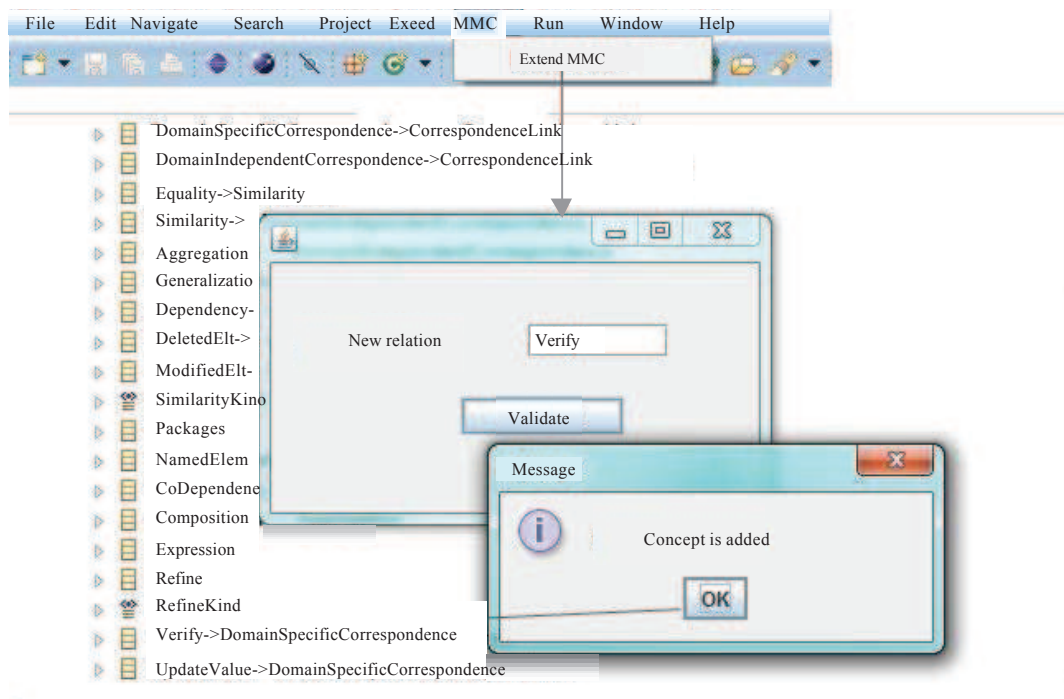 File Edit Navigate Search Project Exeed MMC Run Window Help
Extend MMC
DomainSpecificCorrespondence->CorrespondenceLink
DomainIndependentCorrespondence->CorrespondenceLink
Equality->Similarity
Similarity->
Aggregation
Generalizatio
Dependency-
DeletedElt->
New relation
Verify
ModifiedElt-
SimilarityKino
Validate
Packages
NamedElem
Message
CoDependene
Composition
Concept is added
Expression
Refine
OK
RefineKind
Verify->DomainSpecificCorrespondence
UpdateValue->DomainSpecificCorrespondence